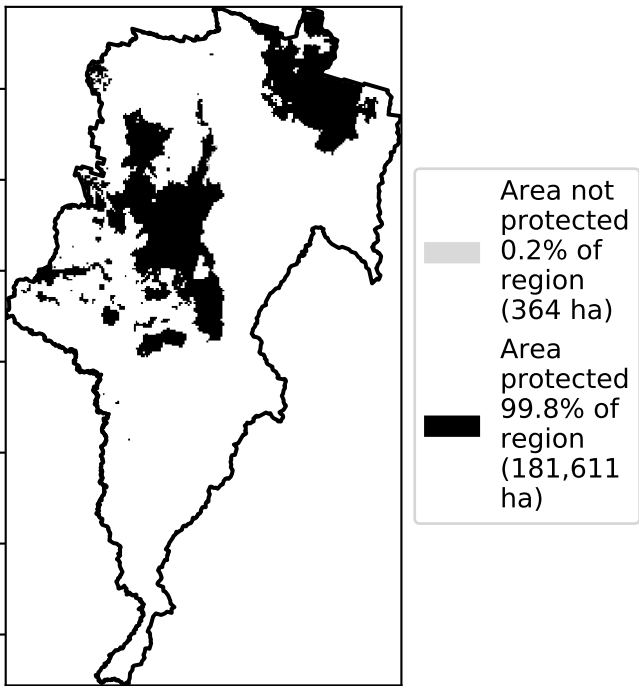 Area not
protected
0.2% of
region
(364 ha)
Area
protected
99.8% of
region
(181,611
ha)